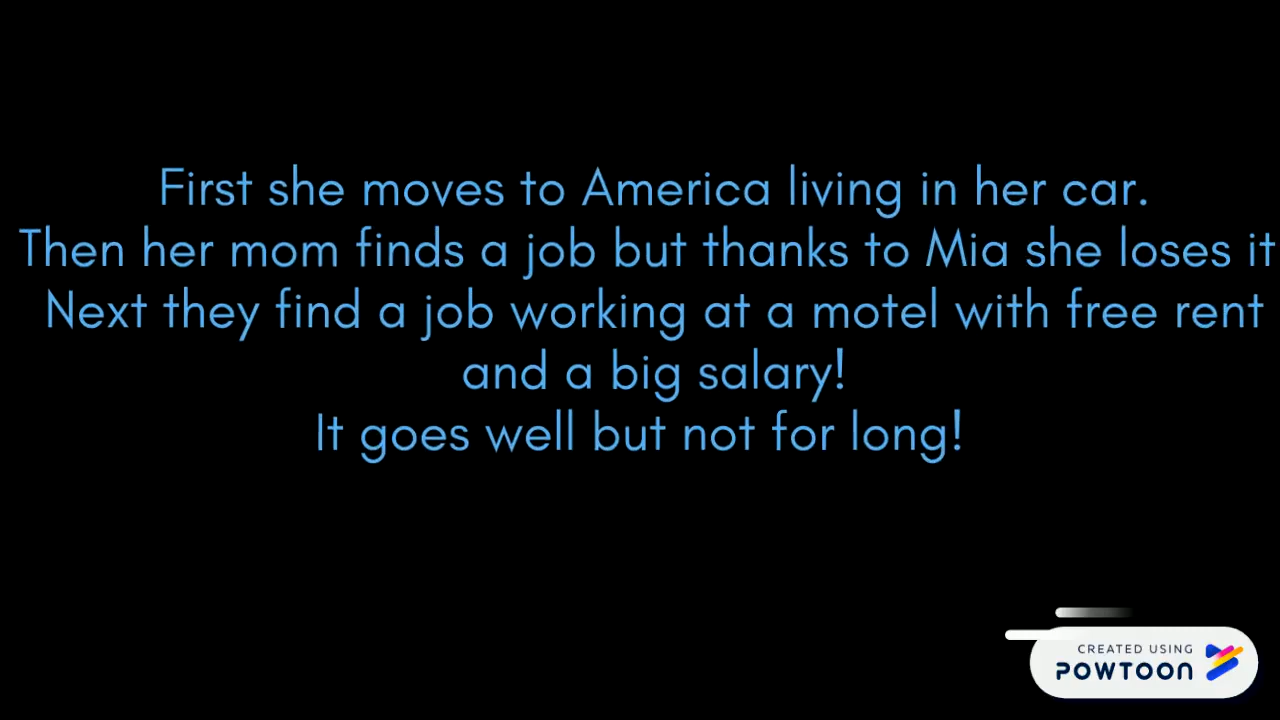 First she moves to America living in her car.
Then her mom finds a job but thanks to Mia she loses it
Next they find a job working at a motel with free rent
and a big salary!
It goes well but not for long!
CREATED USING
POWTOON